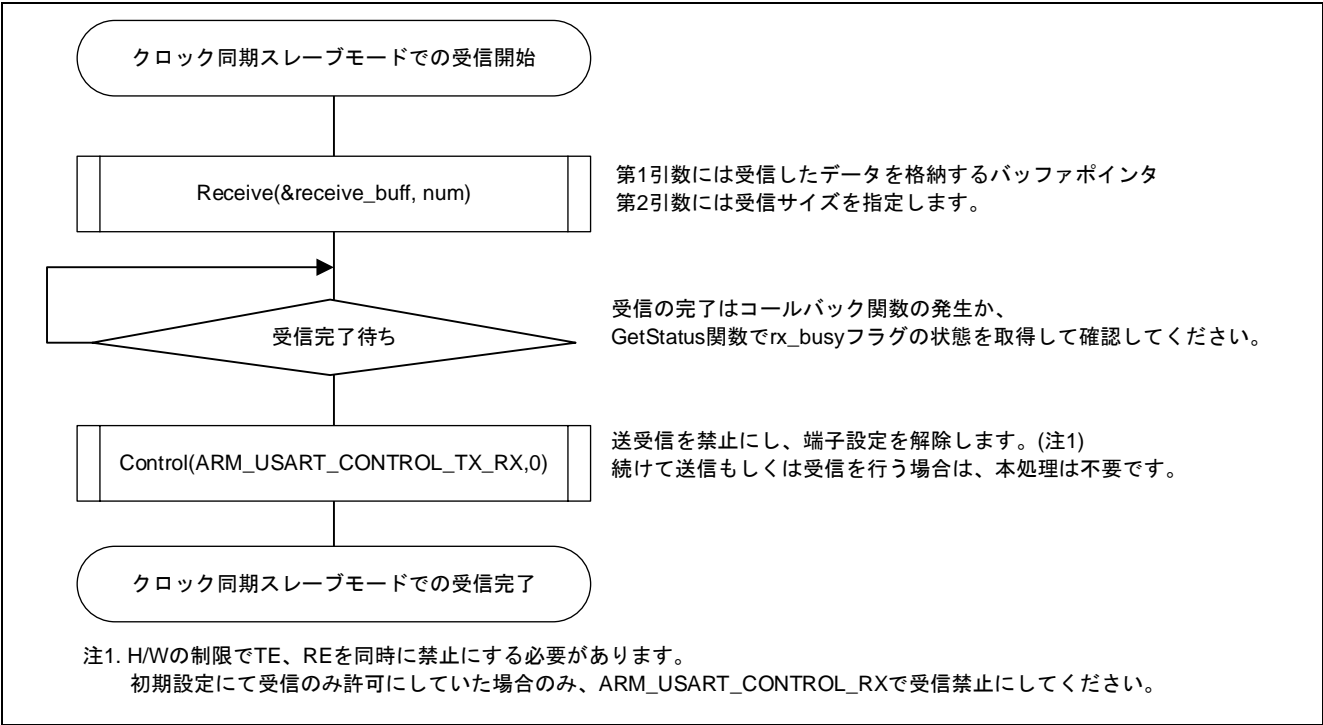 クロック同期スレーブモードでの受信開始
Receive(&receive_buff, num)
第1引数には受信したデータを格納するバッファポインタ
第2引数には受信サイズを指定します。
受信完了待ち
受信の完了はコールバック関数の発生か、
GetStatus関数でrx_busyフラグの状態を取得して確認してください。
Control(ARM_USART_CONTROL_TX_RX,0)
送受信を禁止にし、端子設定を解除します。(注1)
続けて送信もしくは受信を行う場合は、本処理は不要です。
クロック同期スレーブモードでの受信完了
注1. H/Wの制限でTE、REを同時に禁止にする必要があります。
初期設定にて受信のみ許可にしていた場合のみ、ARM_USART_CONTROL_RXで受信禁止にしてください。